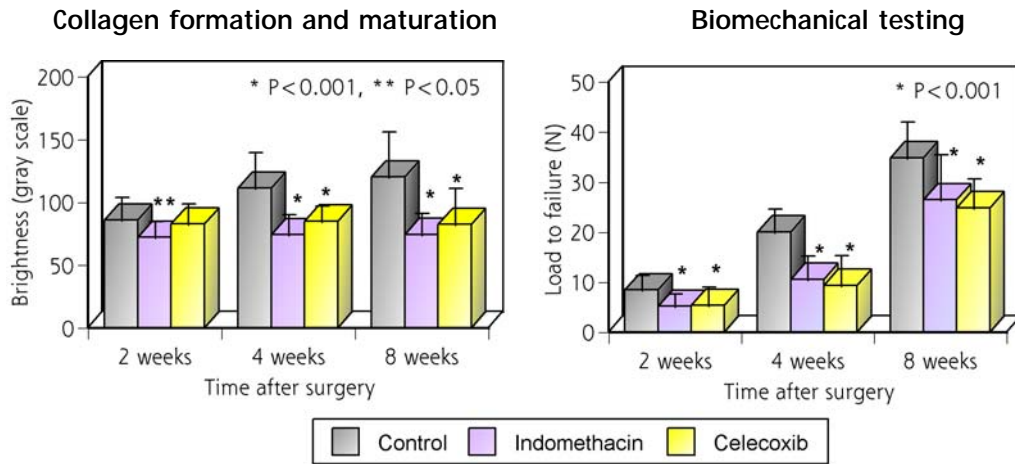 Collagen formation and maturation
Biomechanical testing
* P<0.001, ** P<0.05
Brightness (gray scale)
200
150
100
50
0
**
*
*
*
*
2 weeks
4 weeks
8 weeks
Time after surgery
* P<0.001
Load to failure (N)
50
40
30
20
10
0
*
*
*
*
*
*
2 weeks
4 weeks
8 weeks
Time after surgery
Control
Indomethacin
Celecoxib